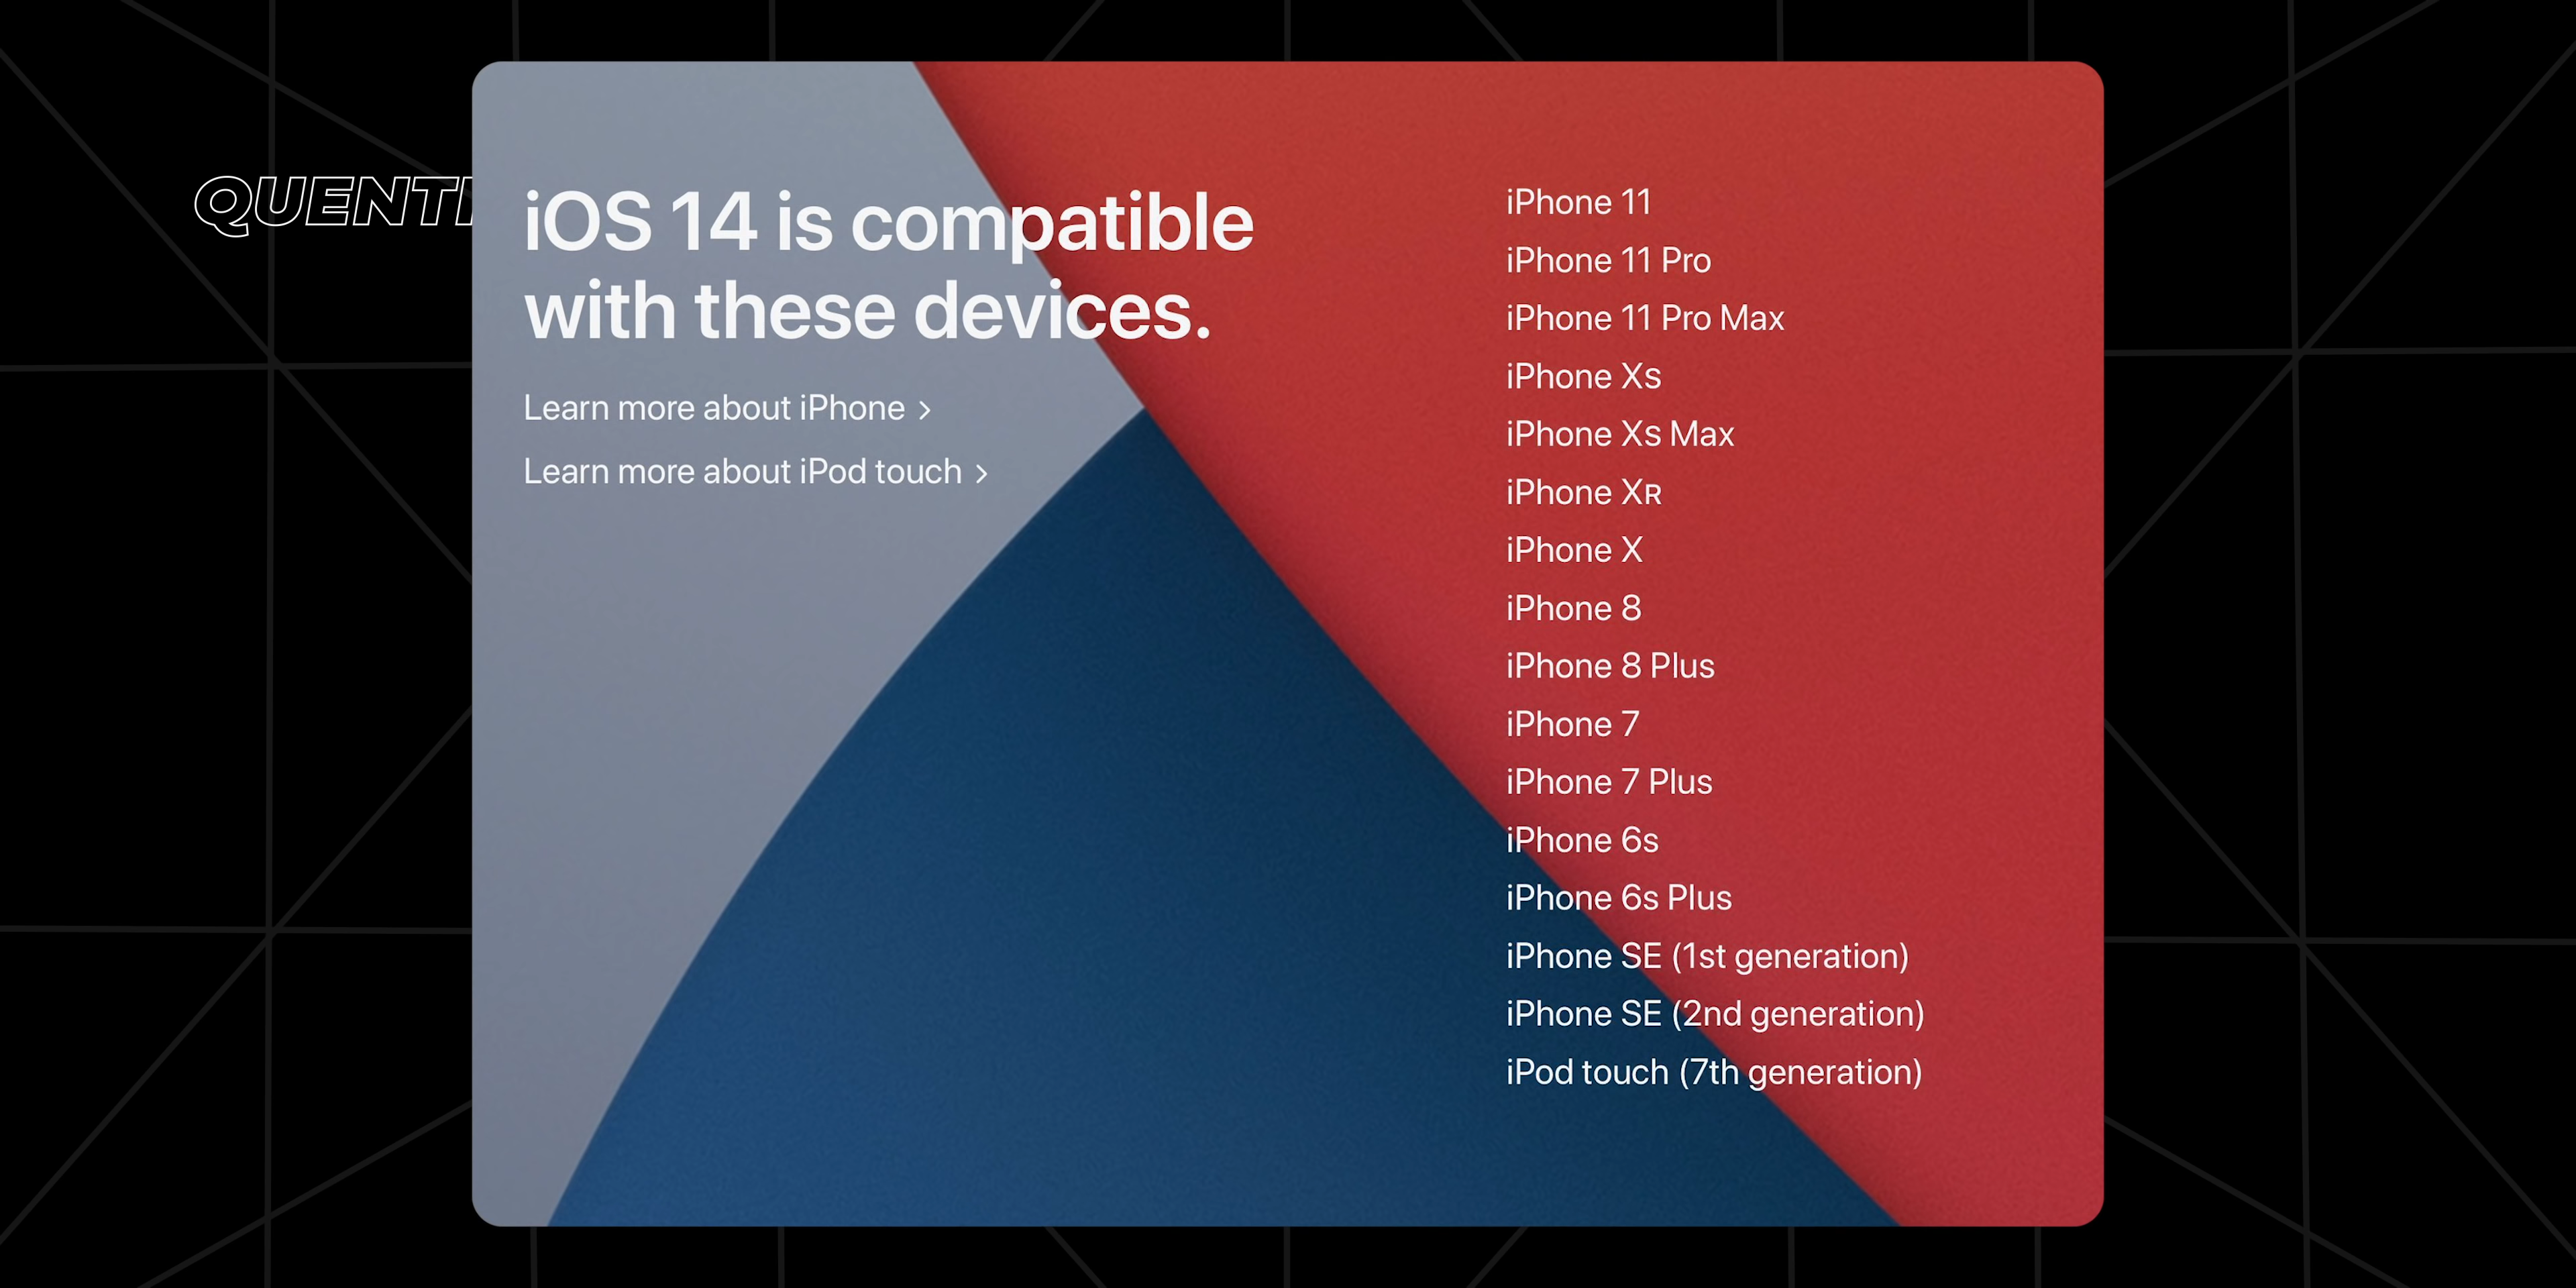 QUENTI
iOS 14 is compatible
with these devices.
Learn more about iPhone >
Learn more about iPod touch >
iPhone 11
iPhone 11 Pro
iPhone 11 Pro Max
iPhone Xs
iPhone Xs Max
iPhone XR
iPhone X
iPhone 8
iPhone 8 Plus
iPhone 7
iPhone 7 Plus
iPhone 6s
iPhone 6s Plus
iPhone SE (1st generation)
iPhone SE (2nd generation)
iPod touch (7th generation)